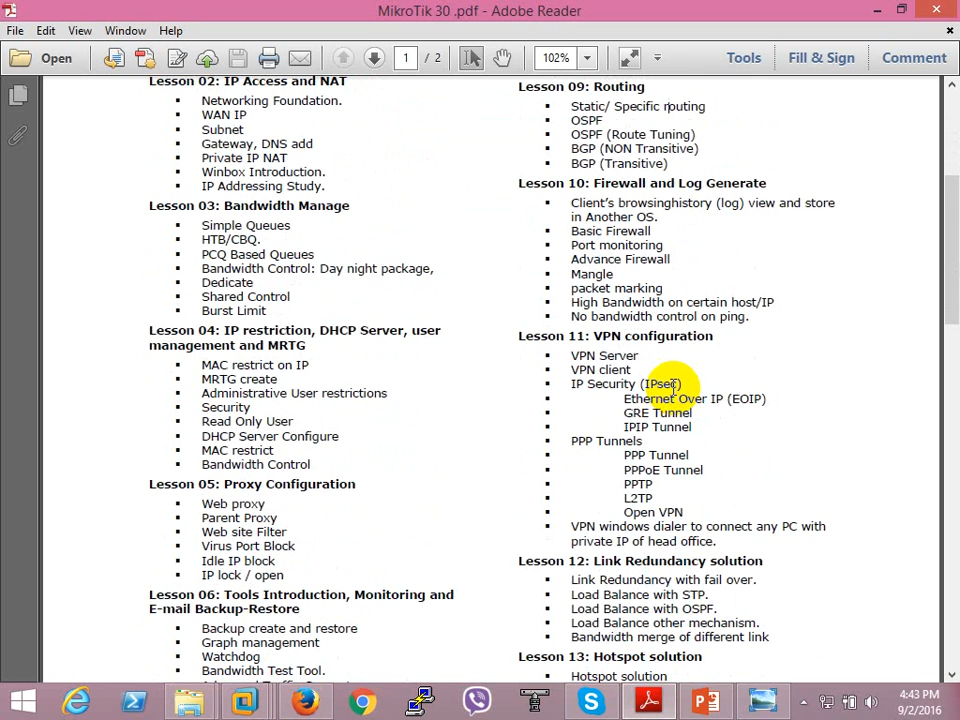 MikroTik 30 .pdf - Adobe Reader
File Edit View Window Help
Open 1 / 2 102% Tools Fill & Sign Comment
Lesson 02: IP Access and NAT
Networking Foundation.
WAN IP
Subnet
Gateway, DNS add
Private IP NAT
Winbox Introduction.
IP Addressing Study.
Lesson 03: Bandwidth Manage
Simple Queues
HTB/CBQ.
PCQ Based Queues
Bandwidth Control: Day night package,
Dedicate
Shared Control
Burst Limit
Lesson 04: IP restriction, DHCP Server, user
management and MRTG
MAC restrict on IP
MRTG create
Administrative User restrictions
Security
Read Only User
DHCP Server Configure
MAC restrict
Bandwidth Control
Lesson 05: Proxy Configuration
Web proxy
Parent Proxy
Web site Filter
Virus Port Block
Idle IP block
IP lock / open
Lesson 06: Tools Introduction, Monitoring and
E-mail Backup-Restore
Backup create and restore
Graph management
Watchdog
Bandwidth Test Tool.
Lesson 09: Routing
Static/ Specific routing
OSPF
OSPF (Route Tuning)
BGP (NON Transitive)
BGP (Transitive)
Lesson 10: Firewall and Log Generate
Client's browsinghistory (log) view and store
in Another OS.
Basic Firewall
Port monitoring
Advance Firewall
Mangle
packet marking
High Bandwidth on certain host/IP
No bandwidth control on ping.
Lesson 11: VPN configuration
VPN Server
VPN client
IP Security (IPsec)
Ethernet Over IP (EOIP)
GRE Tunnel
IPIP Tunnel
PPP Tunnels
PPP Tunnel
PPPoE Tunnel
PPTP
L2TP
Open VPN
VPN windows dialer to connect any PC with
private IP of head office.
Lesson 12: Link Redundancy solution
Link Redundancy with fail over.
Load Balance with STP.
Load Balance with OSPF.
Load Balance other mechanism.
Bandwidth merge of different link
Lesson 13: Hotspot solution
Hotspot solution
4:43 PM
9/2/2016